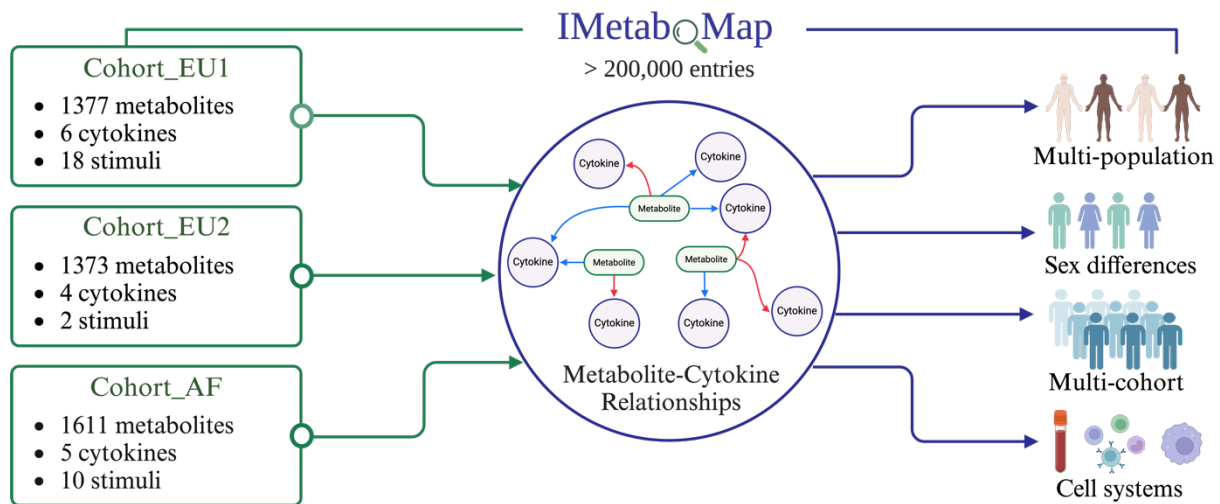 IMetaboMap
> 200,000 entries
Cohort_EU1
• 1377 metabolites
• 6 cytokines
• 18 stimuli
Cohort_EU2
• 1373 metabolites
• 4 cytokines
• 2 stimuli
Cohort_AF
• 1611 metabolites
• 5 cytokines
• 10 stimuli
Cytokine
Cytokine
Metabolite
Cytokine
Cytokine
Metabolite
Metabolite
Cytokine
Cytokine
Cytokine
Metabolite-Cytokine
Relationships
Multi-population
Sex differences
Multi-cohort
Cell systems